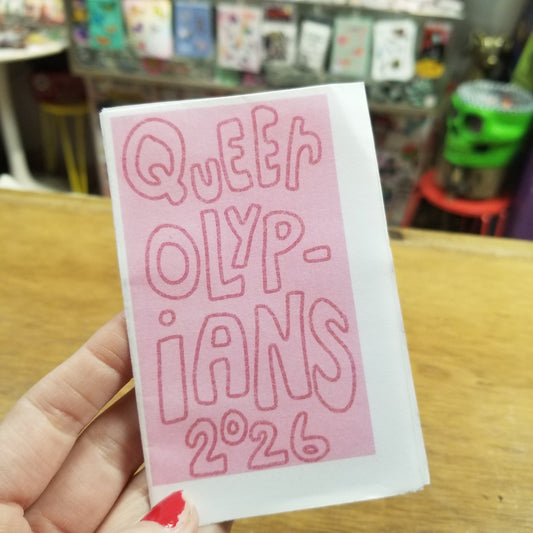 QuEEr
OLYP-
iANS
2026